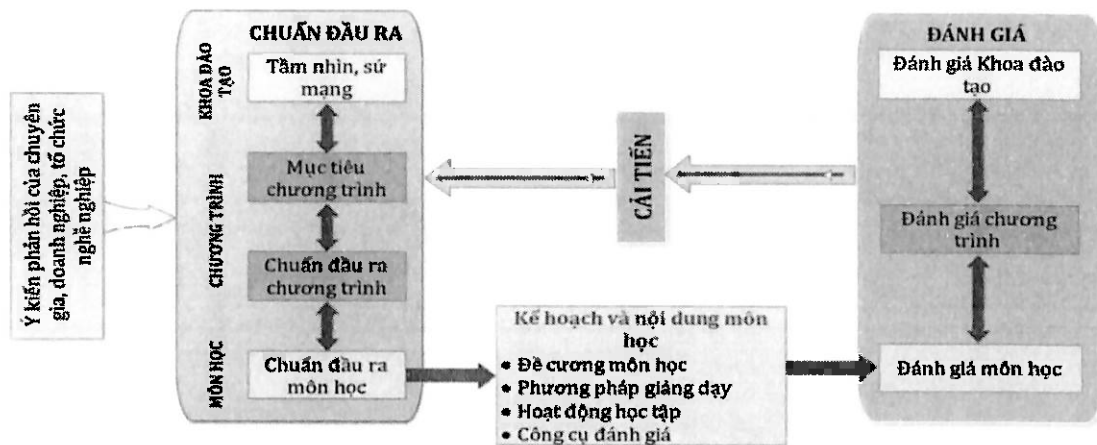 Ý kiến phản hồi của chuyên
gia, doanh nghiệp, tổ chức
nghề nghiệp
CHUẨN ĐẦU RA
KHOA ĐÀO
TẠO
Tầm nhìn, sứ
mạng
CHƯƠNG TRÌNH
Mục tiêu
chương trình
Chuẩn đầu ra
chương trình
MÔN HỌC
Chuẩn đầu ra
môn học
CẢI TIẾN
Kế hoạch và nội dung môn
học
• Đề cương môn học
• Phương pháp giảng dạy
• Hoạt động học tập
• Công cụ đánh giá
ĐÁNH GIÁ
Đánh giá Khoa đào
tạo
Đánh giá chương
trình
Đánh giá môn học